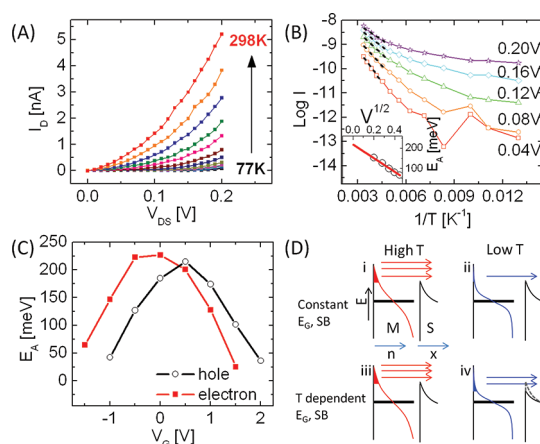 (A)
5
4
3
2
1
0
I_D [nA]
298K
77K
0.0 0.1 0.2
V_DS [V]
(B)
-8
-9
-10
-11
-12
-13
-14
Log I
0.20V
0.16V
0.12V
0.08V
0.04V
V^1/2
0.0 0.2 0.4
200
100
E_A [meV]
0.003 0.006 0.009 0.012
1/T [K^-1]
(C)
250
200
150
100
50
0
E_A [meV]
hole
electron
-1 0 1 2
V_G [V]
(D)
High T Low T
i ii
E
Constant
E_G, SB
M S
n x
iii iv
T dependent
E_G, SB